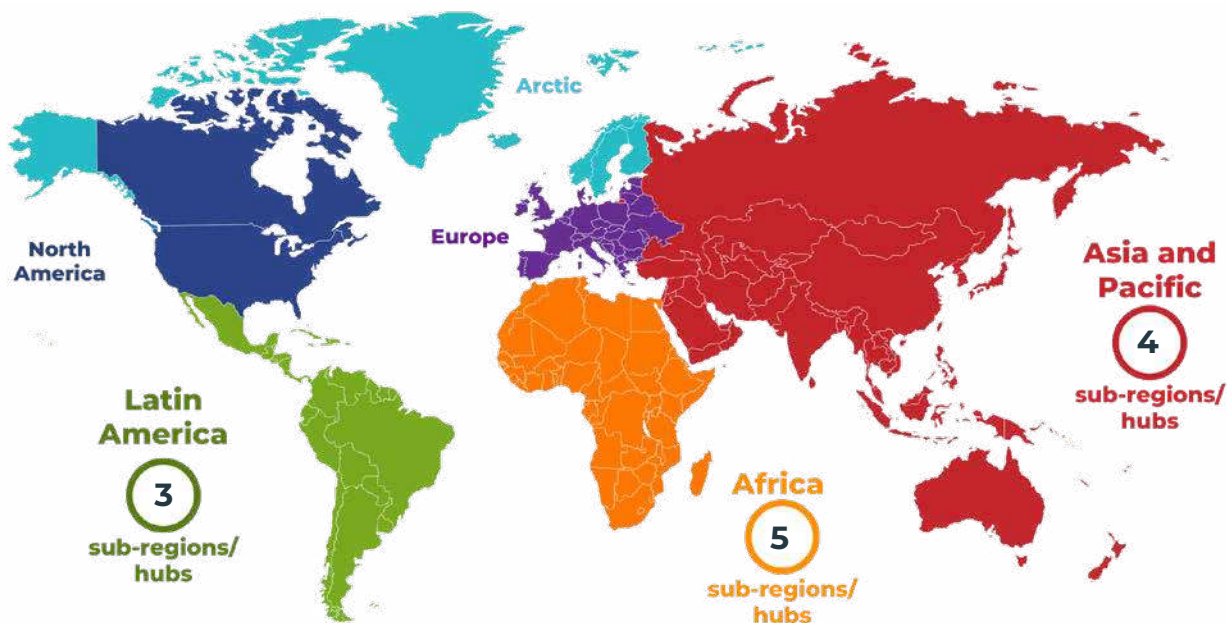 Arctic
North
America
Europe
Asia and
Pacific
4
sub-regions/
hubs
Latin
America
3
sub-regions/
hubs
Africa
5
sub-regions/
hubs